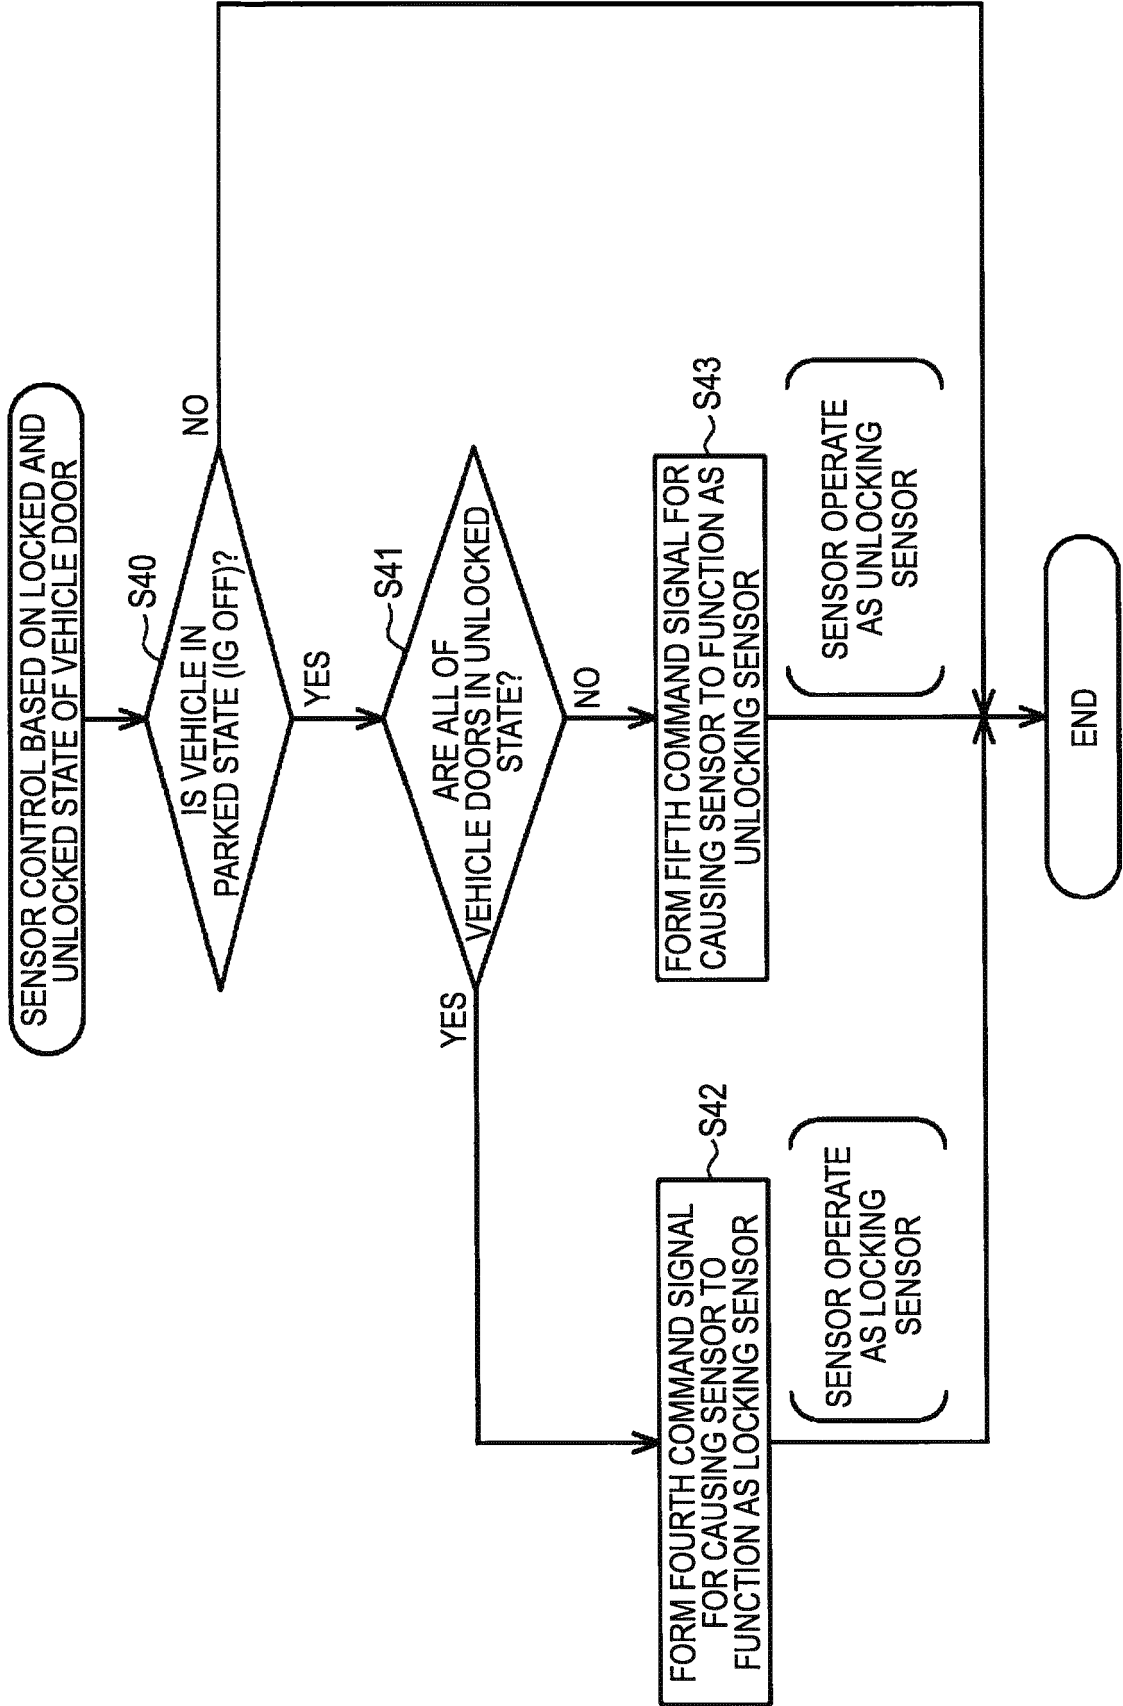 SENSOR CONTROL BASED ON LOCKED AND
UNLOCKED STATE OF VEHICLE DOOR
S40
IS VEHICLE IN
PARKED STATE (IG OFF)?
NO
YES
S41
ARE ALL OF
VEHICLE DOORS IN UNLOCKED
STATE?
YES
NO
S42
FORM FOURTH COMMAND SIGNAL
FOR CAUSING SENSOR TO
FUNCTION AS LOCKING SENSOR
SENSOR OPERATE
AS LOCKING
SENSOR
S43
FORM FIFTH COMMAND SIGNAL FOR
CAUSING SENSOR TO FUNCTION AS
UNLOCKING SENSOR
SENSOR OPERATE
AS UNLOCKING
SENSOR
END